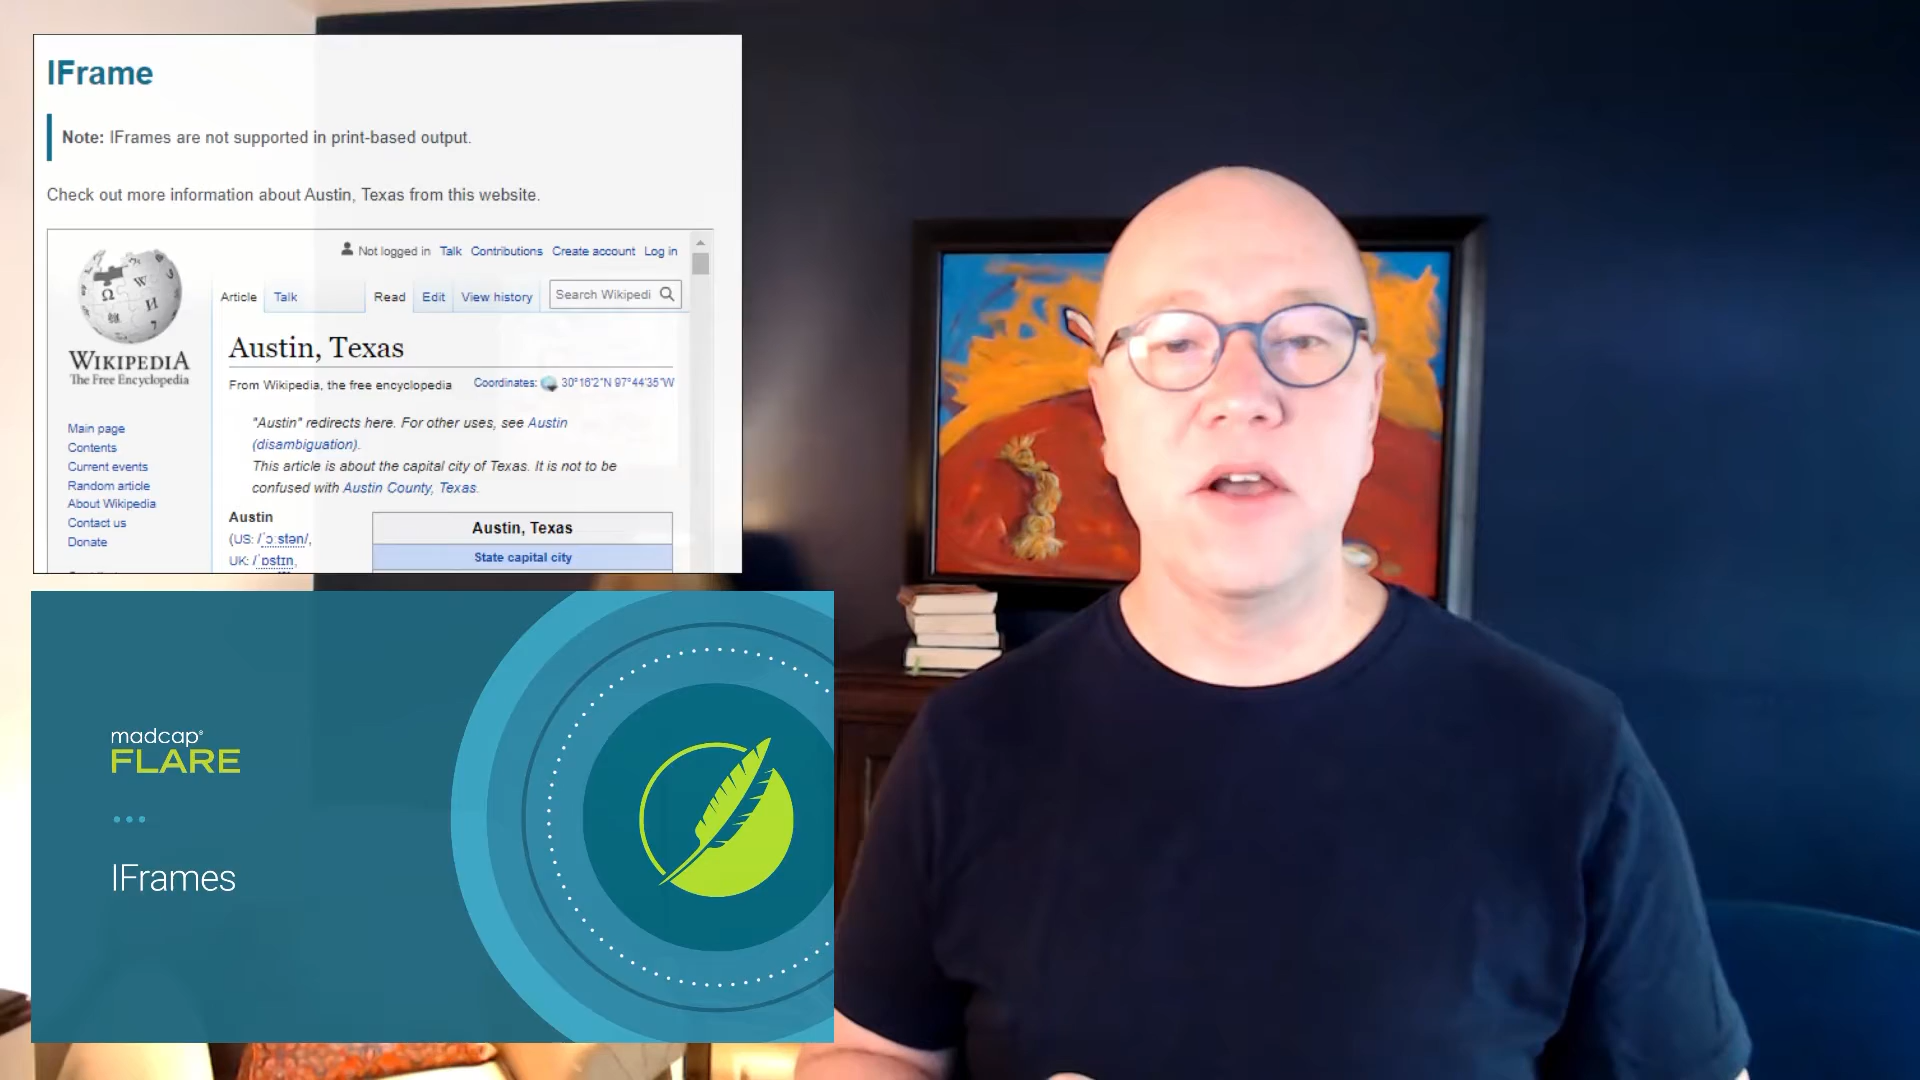 IFrame
Note: IFrames are not supported in print-based output.
Check out more information about Austin, Texas from this website.
Not logged in Talk Contributions Create account Log in
Article Talk Read Edit View history Search Wikipedi
WIKIPEDIA
The Free Encyclopedia
Austin, Texas
From Wikipedia, the free encyclopedia Coordinates: 30°16′2″N 97°44′35″W
"Austin" redirects here. For other uses, see Austin
(disambiguation).
This article is about the capital city of Texas. It is not to be
confused with Austin County, Texas.
Main page
Contents
Current events
Random article
About Wikipedia
Contact us
Donate
Austin
(US: /ˈɔːstən/,
UK: /ˈɒstɪn,
Austin, Texas
State capital city
madcap®
FLARE
IFrames